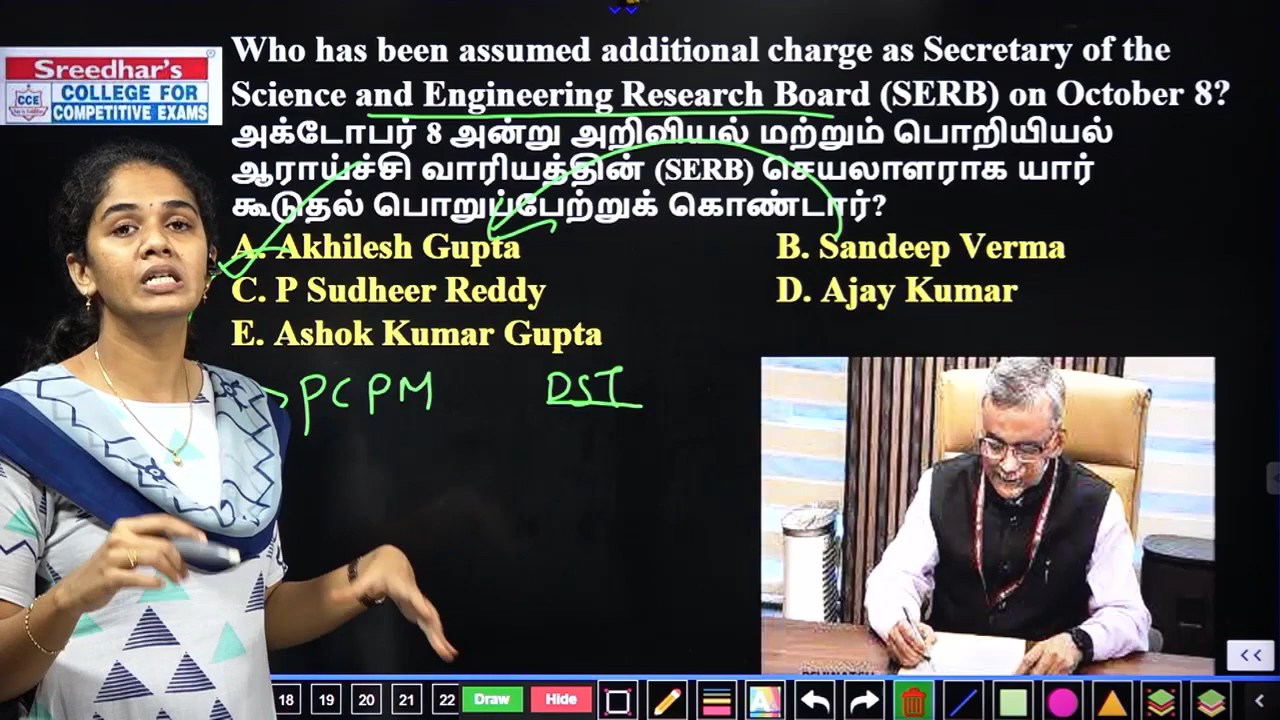 Sreedhar's
CCE
COLLEGE FOR
COMPETITIVE EXAMS
Who has been assumed additional charge as Secretary of the
Science and Engineering Research Board (SERB) on October 8?
அக்டோபர் 8 அன்று அறிவியல் மற்றும் பொறியியல்
ஆராய்ச்சி வாரியத்தின் (SERB) செயலாளராக யார்
கூடுதல் பொறுப்பேற்றுக் கொண்டார்?
A. Akhilesh Gupta B. Sandeep Verma
C. P Sudheer Reddy D. Ajay Kumar
E. Ashok Kumar Gupta
PCPM DST
18 19 20 21 22 Draw Hide